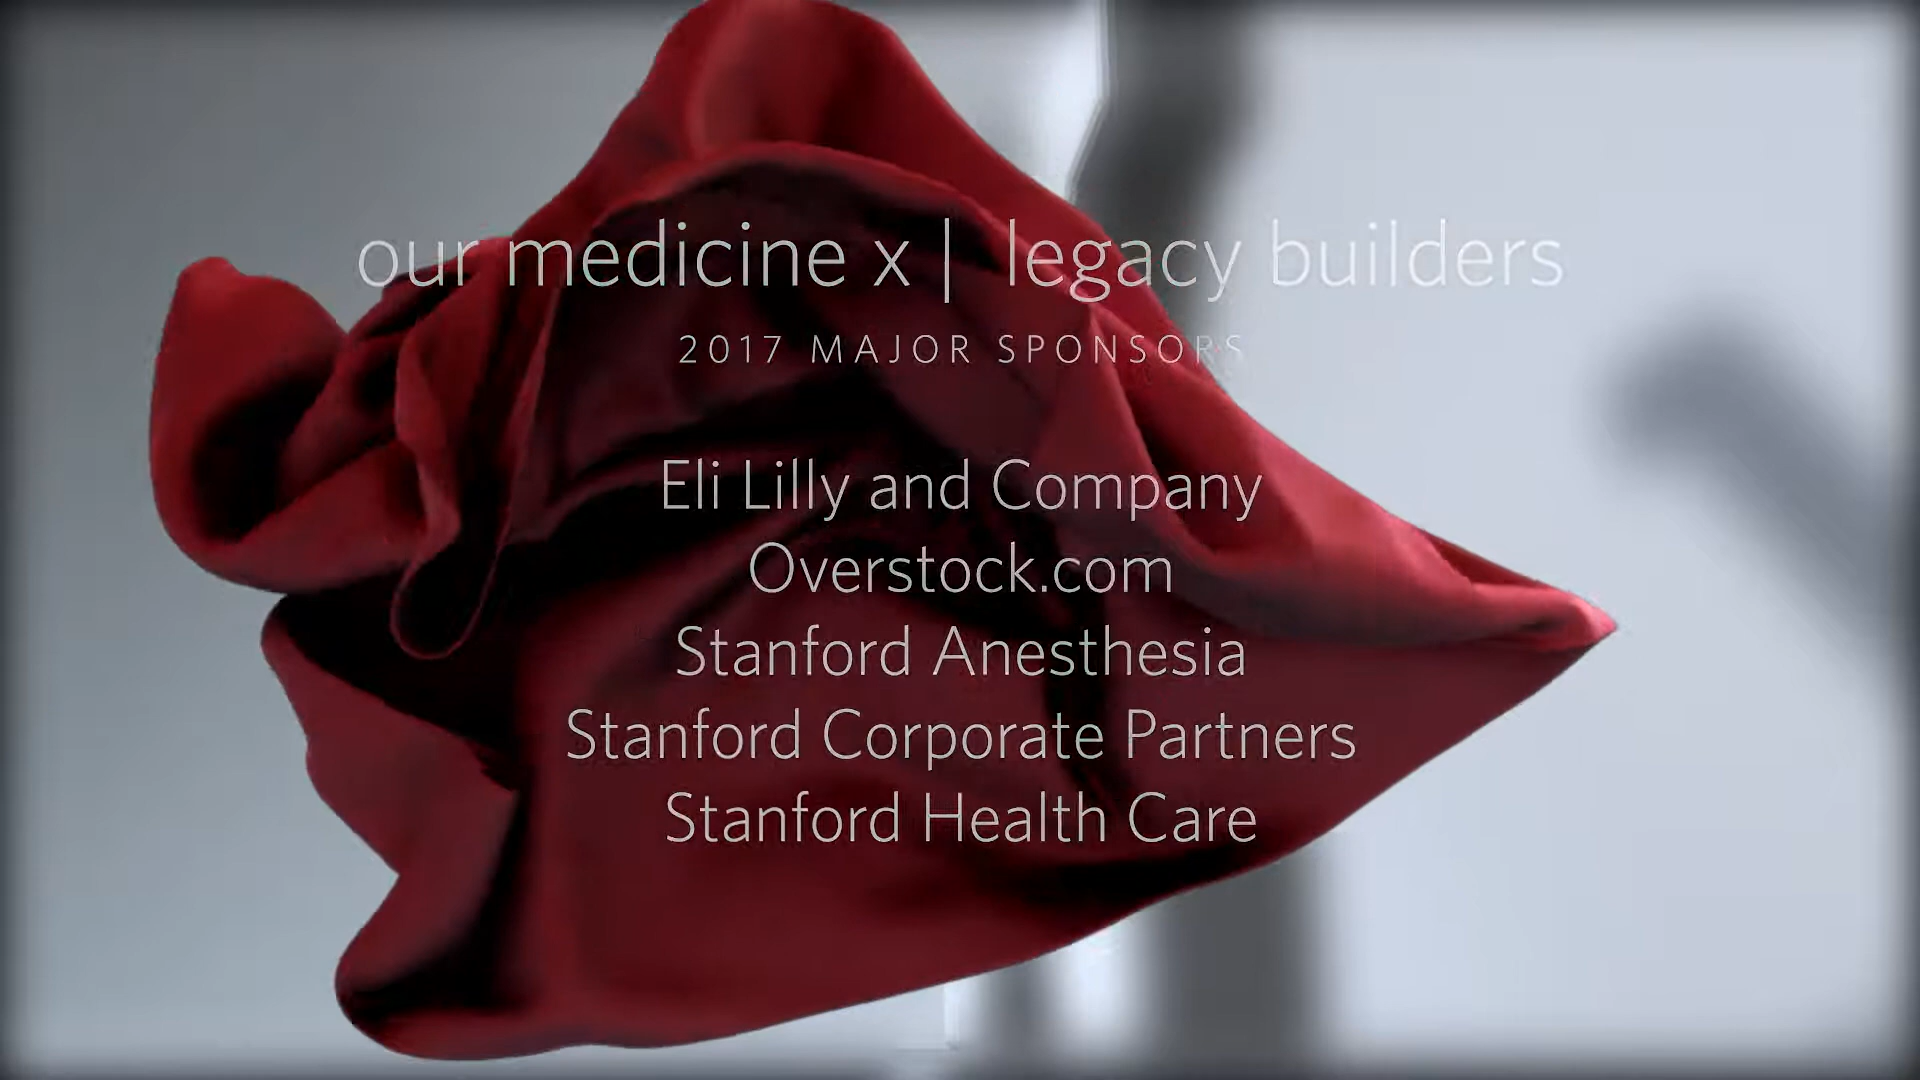 our medicine x | legacy builders
2017 MAJOR SPONSORS
Eli Lilly and Company
Overstock.com
Stanford Anesthesia
Stanford Corporate Partners
Stanford Health Care